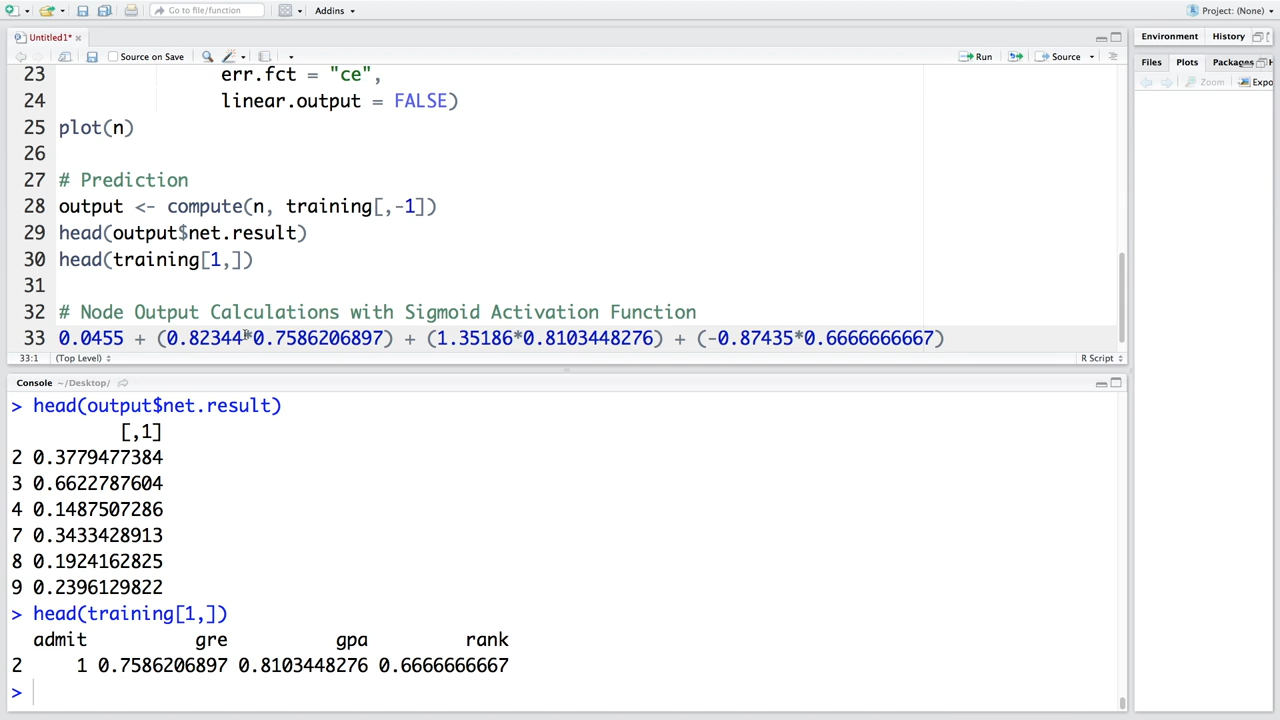 Go to file/function
Addins
Project: (None)
Untitled1*
Source on Save
Run
Source
23 err.fct = "ce",
24 linear.output = FALSE)
25 plot(n)
26
27 # Prediction
28 output <- compute(n, training[,-1])
29 head(output$net.result)
30 head(training[1,])
31
32 # Node Output Calculations with Sigmoid Activation Function
33 0.0455 + (0.82344*0.7586206897) + (1.35186*0.8103448276) + (-0.87435*0.6666666667)
33:1 (Top Level) R Script
Console ~/Desktop/
> head(output$net.result)
[,1]
2 0.3779477384
3 0.6622787604
4 0.1487507286
7 0.3433428913
8 0.1924162825
9 0.2396129822
> head(training[1,])
admit gre gpa rank
2 1 0.7586206897 0.8103448276 0.6666666667
>
Environment History
Files Plots Packages
Zoom Expo